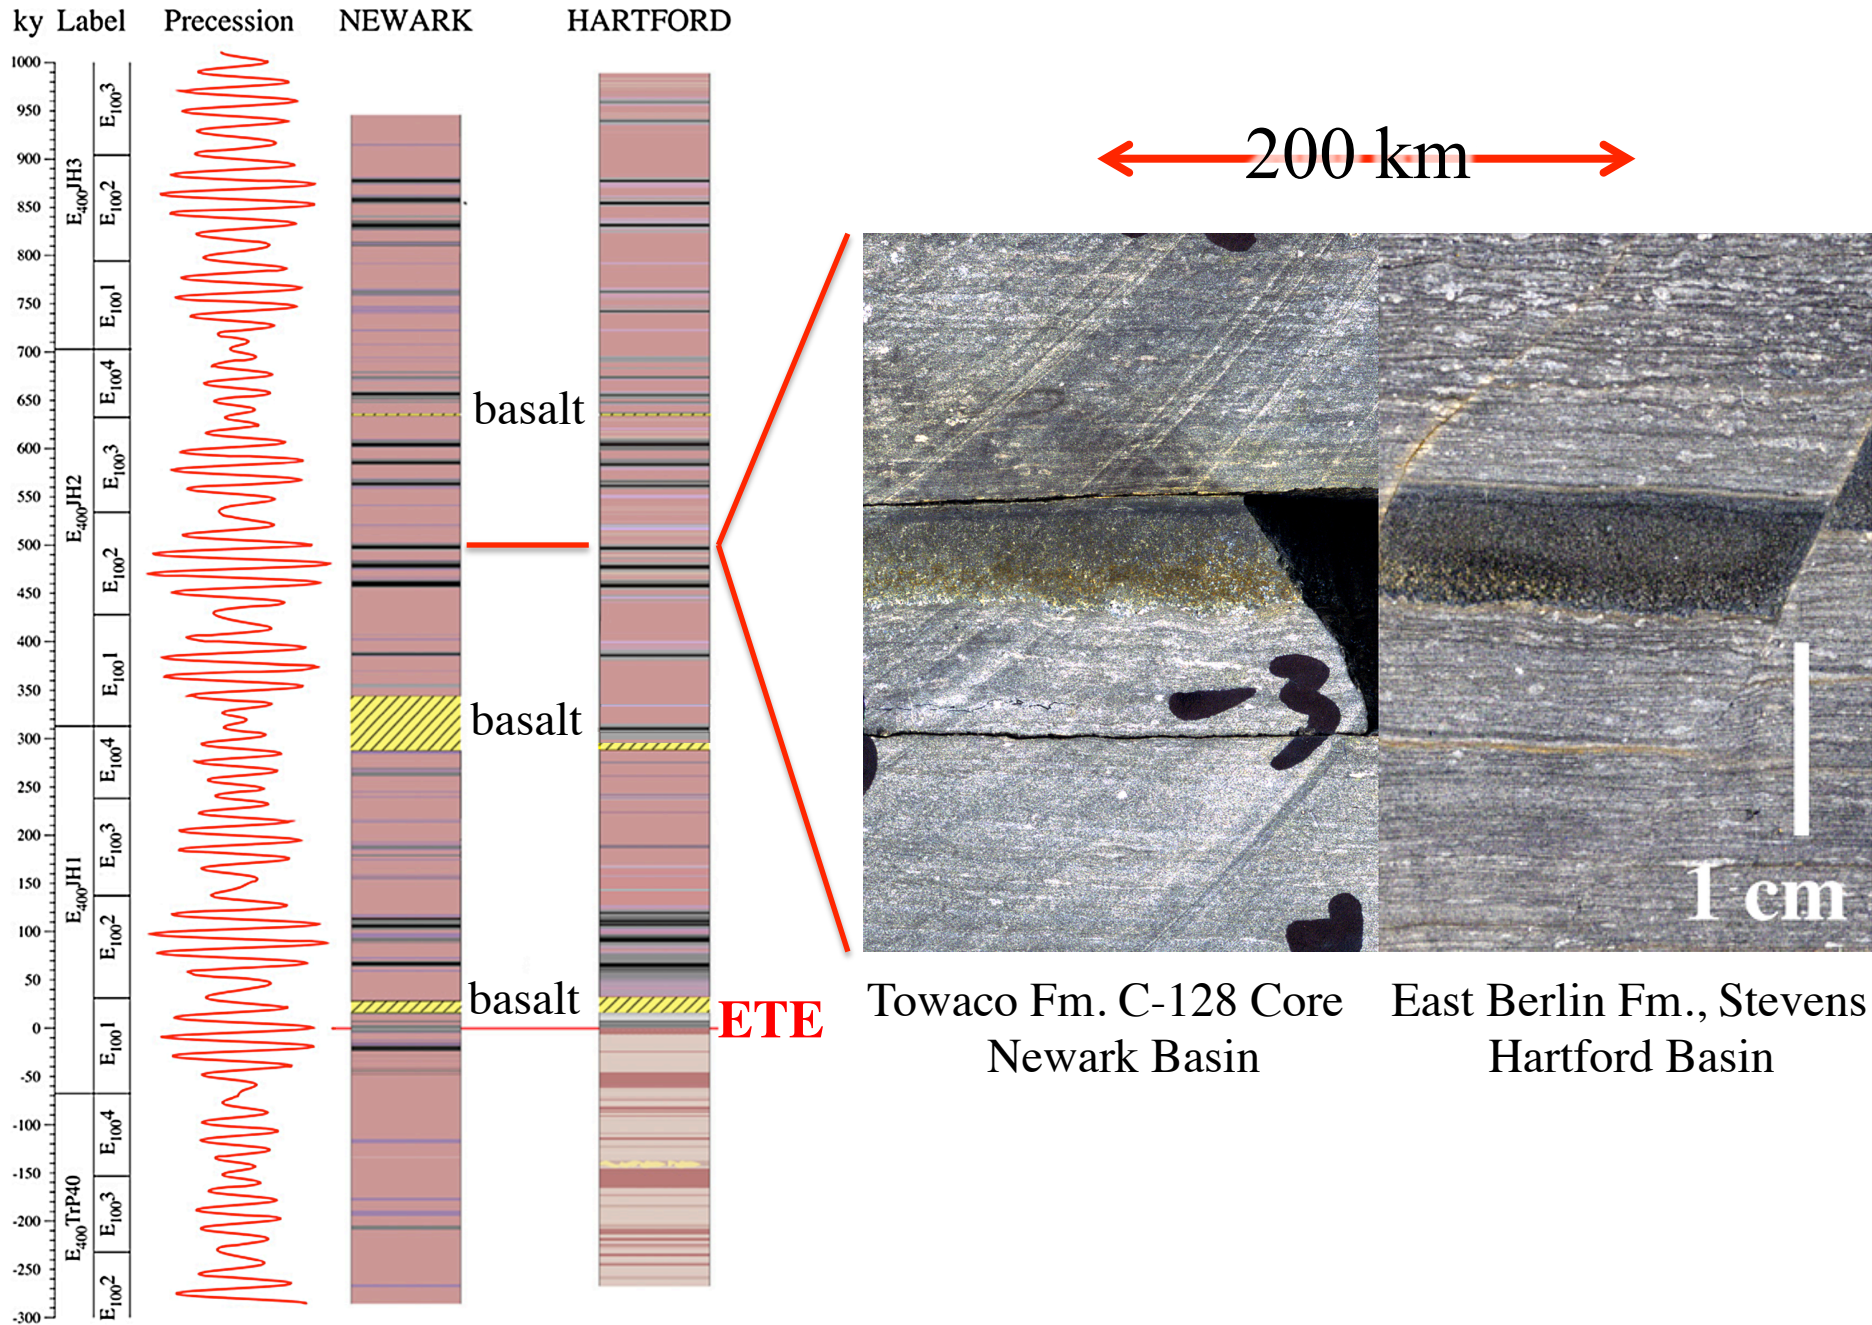 ky Label Precession NEWARK HARTFORD
1000
950
900
850
800
750
700
650
600
550
500
450
400
350
300
250
200
150
100
50
0
-50
-100
-150
-200
-250
-300
E400JH3
E400JH2
E400JH1
E400TrP40
E1003
E1002
E1001
E1004
E1003
E1002
E1001
E1004
E1003
E1002
E1001
E1004
E1003
E1002
basalt
basalt
basalt
ETE
200 km
3
1 cm
Towaco Fm. C-128 Core
Newark Basin
East Berlin Fm., Stevens
Hartford Basin